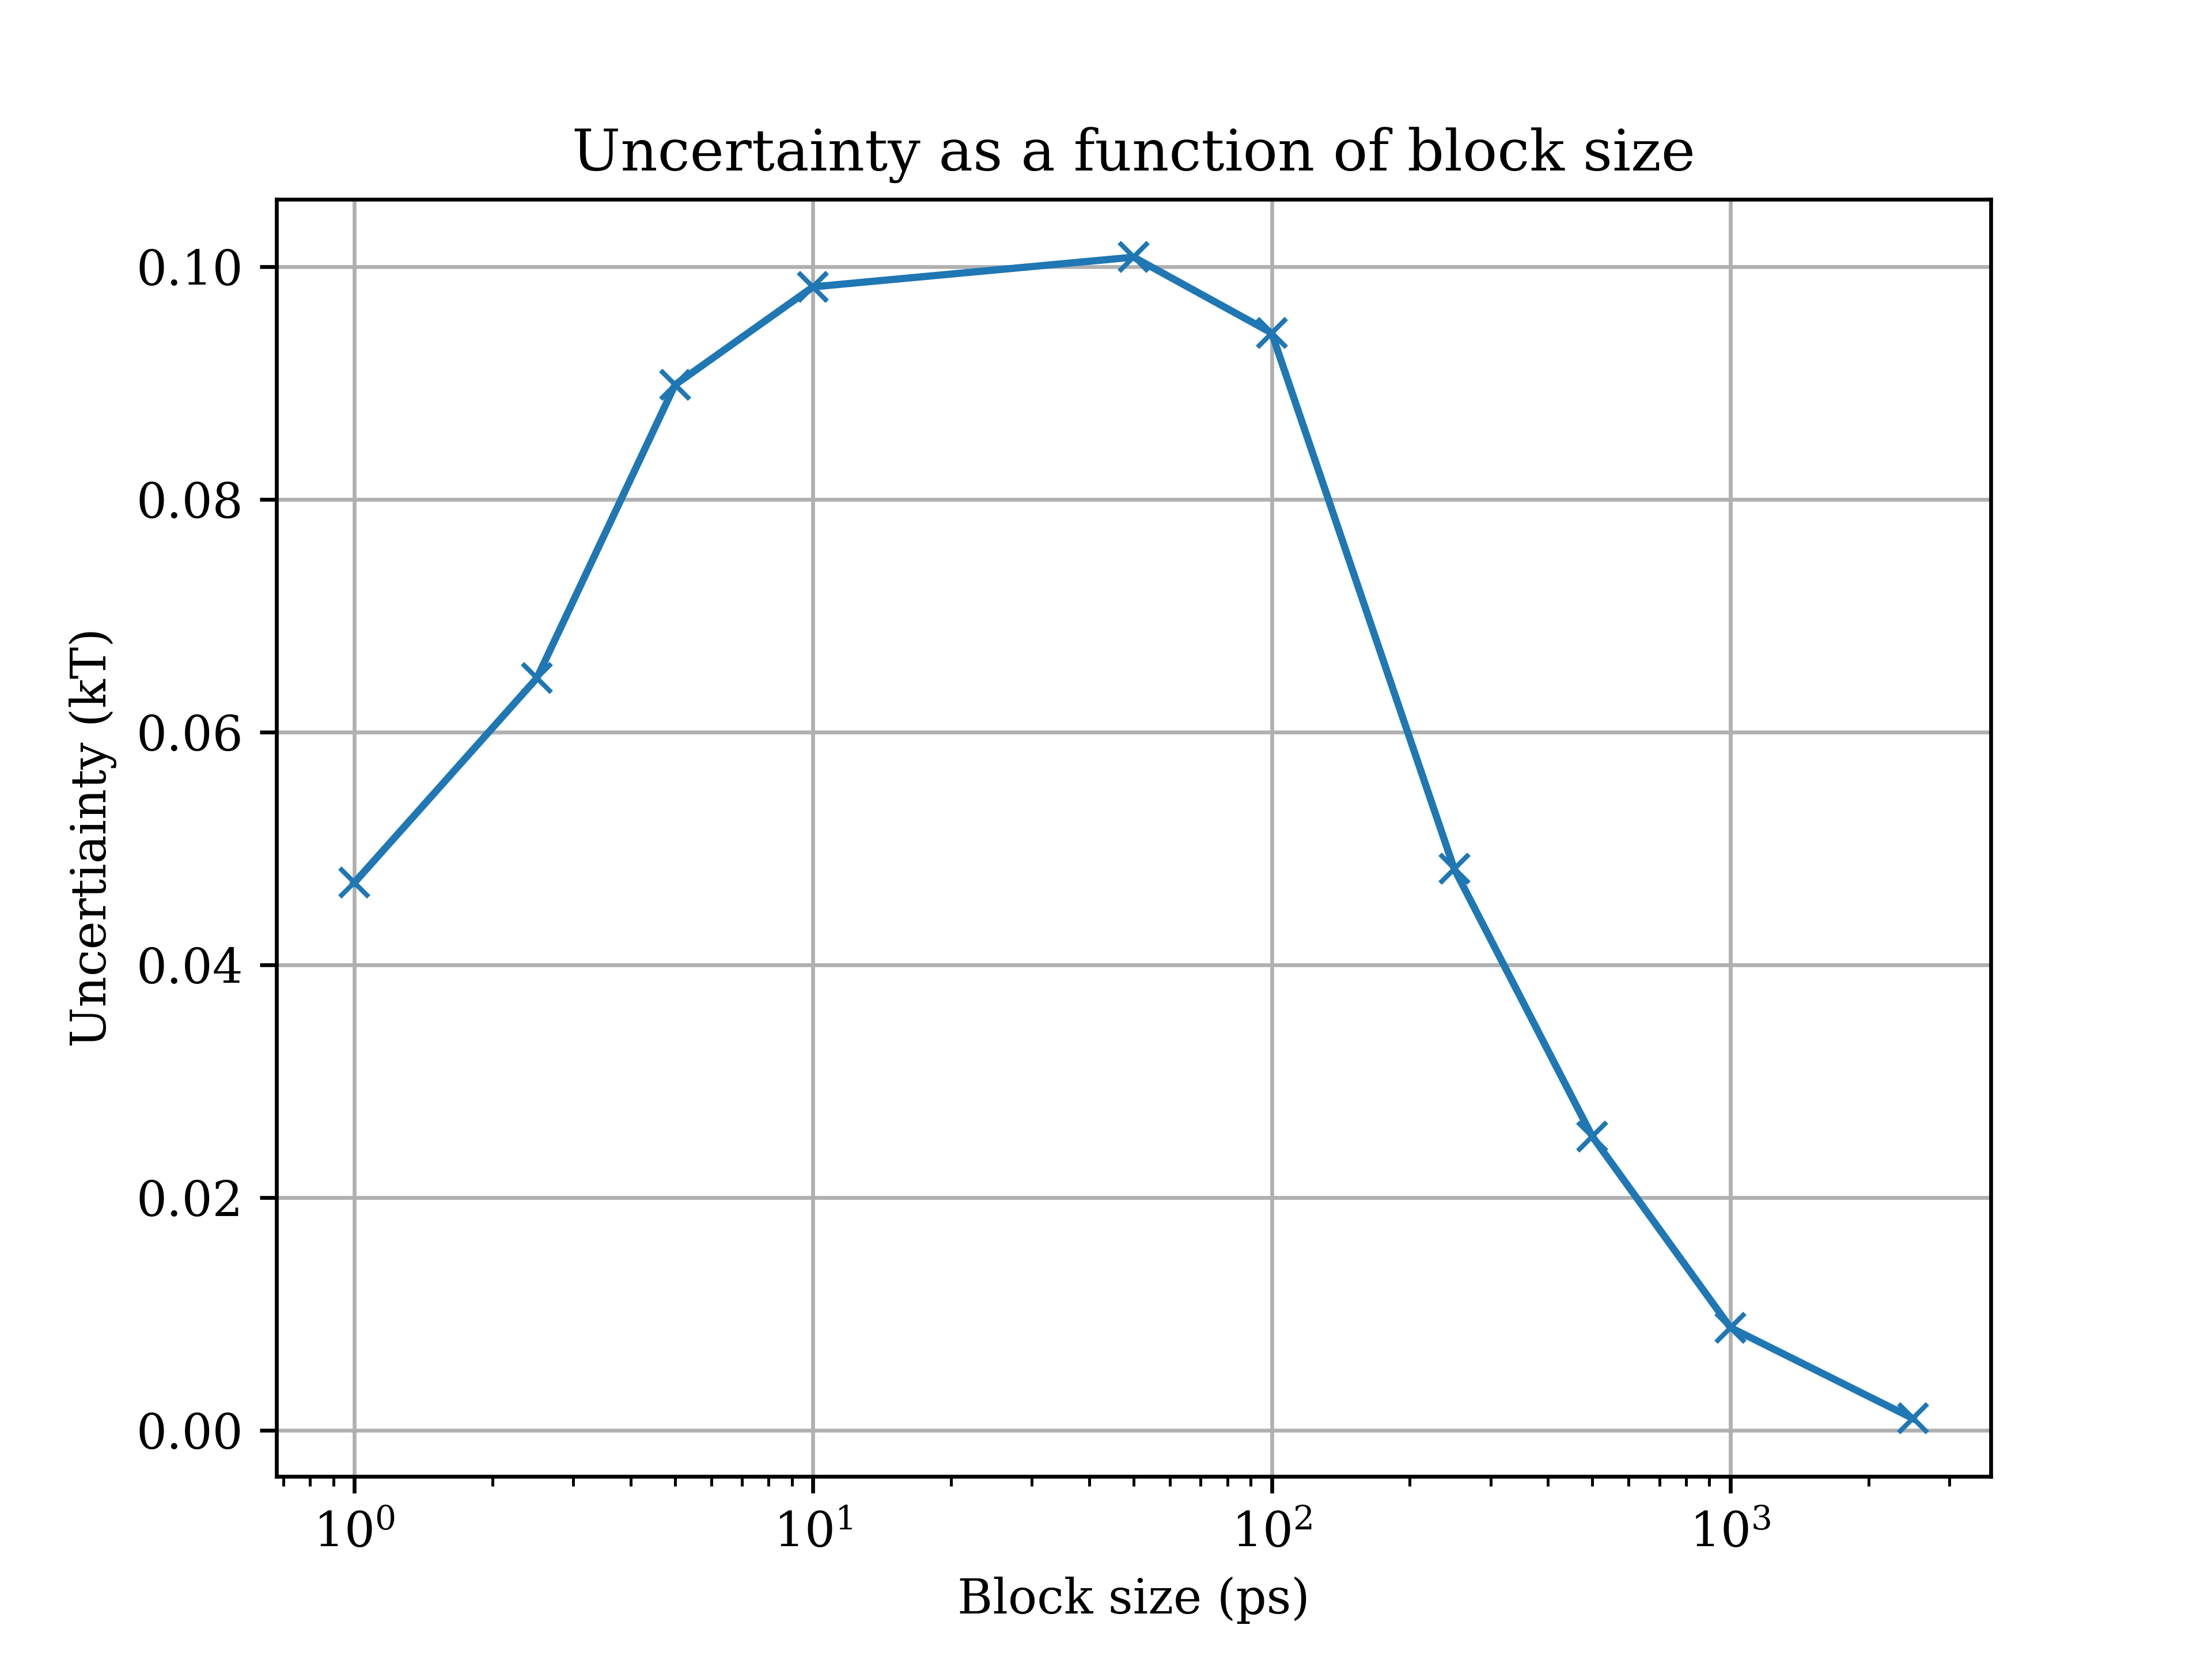 Uncertainty as a function of block size
0.10
0.08
0.06
0.04
0.02
0.00
Uncertiainty (kT)
10⁰ 10¹ 10² 10³
Block size (ps)